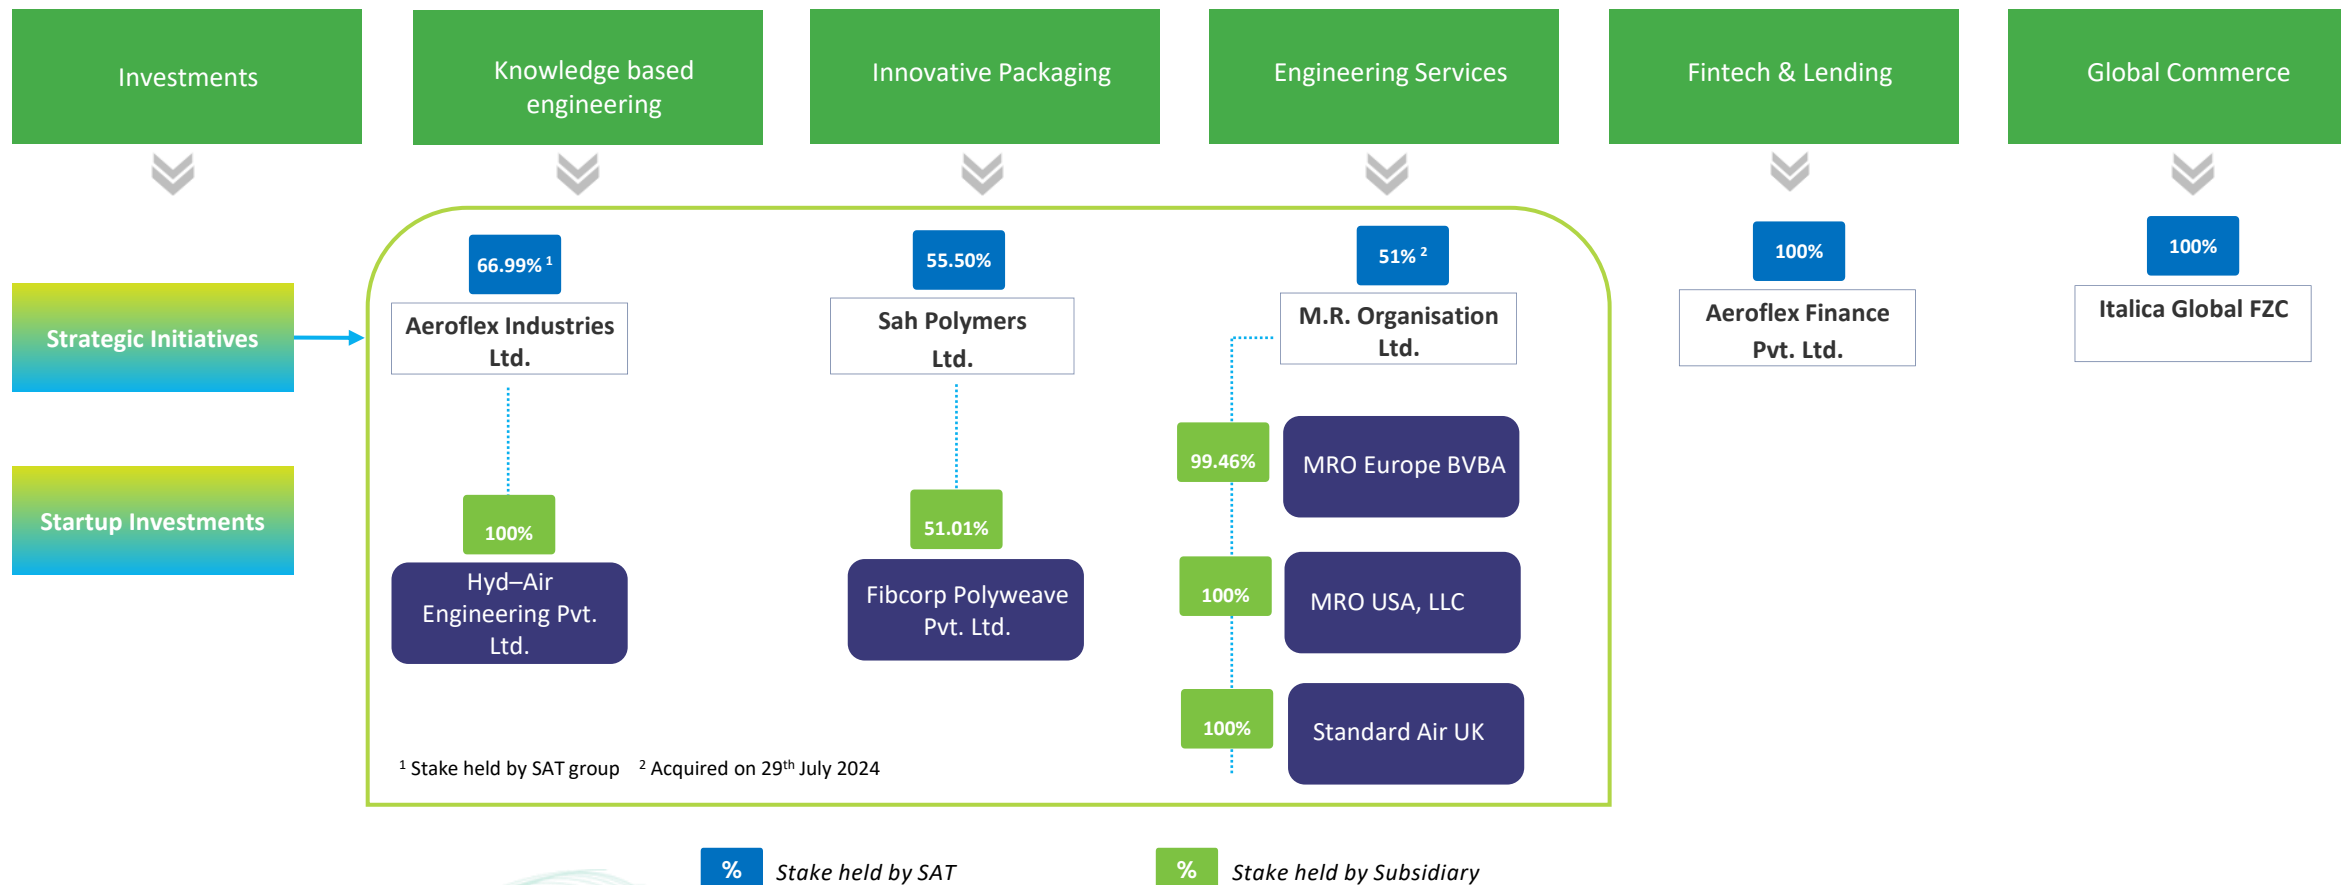 Investments
Knowledge based
engineering
Innovative Packaging
Engineering Services
Fintech & Lending
Global Commerce
Strategic Initiatives
Startup Investments
66.99% ¹
Aeroflex Industries
Ltd.
100%
Hyd–Air
Engineering Pvt.
Ltd.
55.50%
Sah Polymers
Ltd.
51.01%
Fibcorp Polyweave
Pvt. Ltd.
51% ²
M.R. Organisation
Ltd.
99.46%
MRO Europe BVBA
100%
MRO USA, LLC
100%
Standard Air UK
100%
Aeroflex Finance
Pvt. Ltd.
100%
Italica Global FZC
¹ Stake held by SAT group ² Acquired on 29ᵗʰ July 2024
% Stake held by SAT
% Stake held by Subsidiary